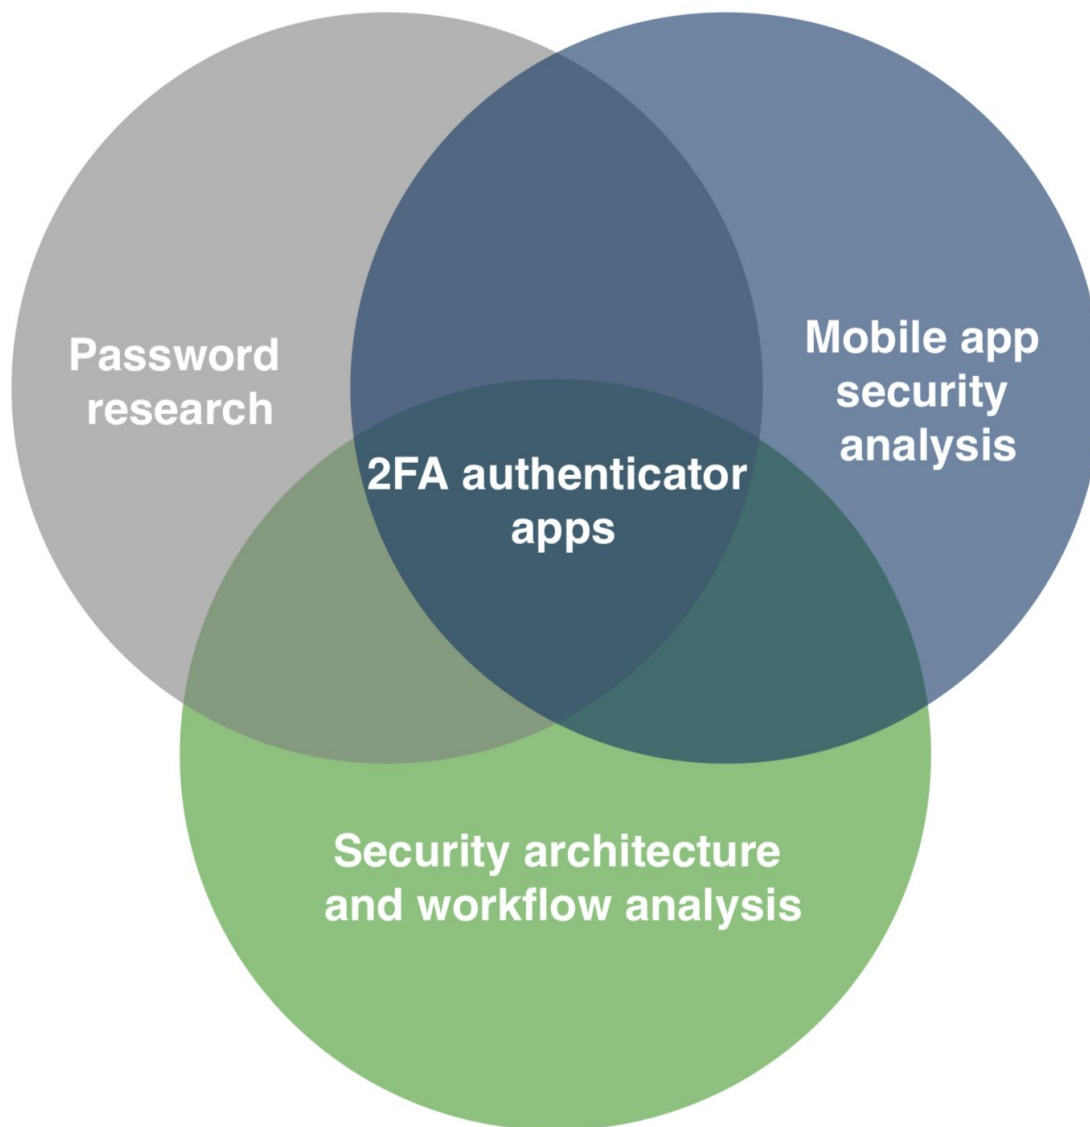 Password
research
Mobile app
security
analysis
2FA authenticator
apps
Security architecture
and workflow analysis